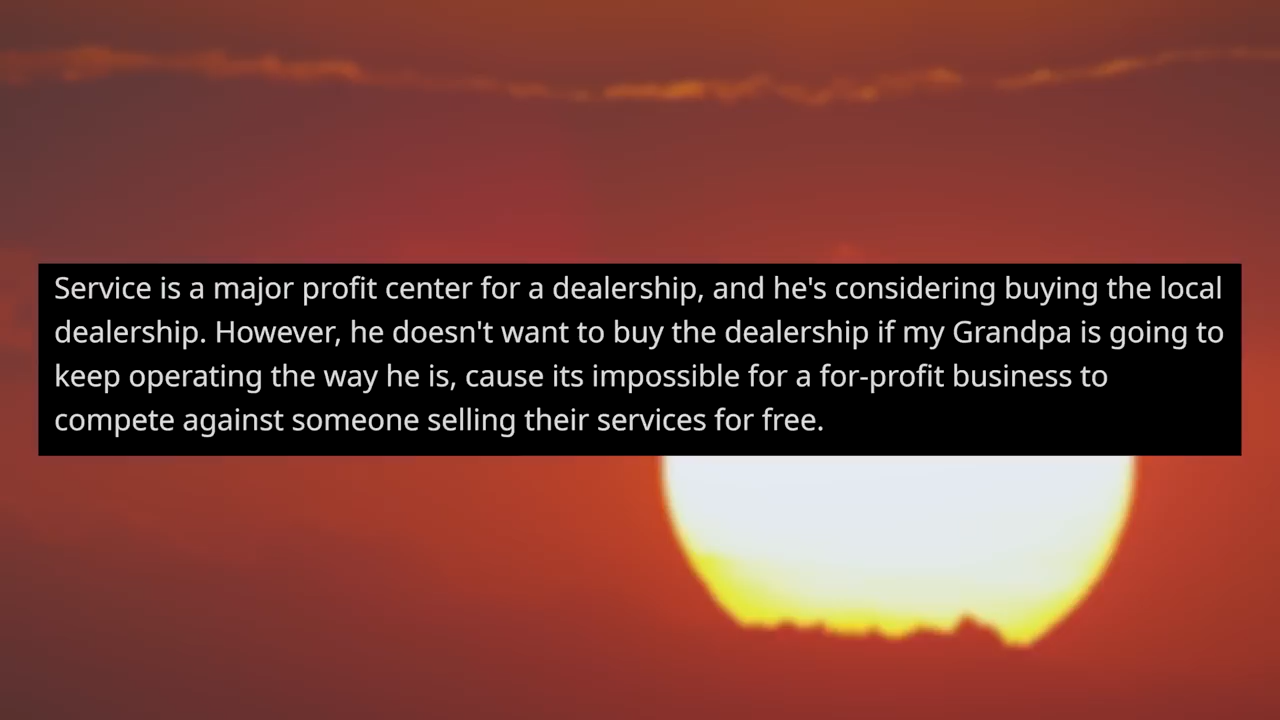 Service is a major profit center for a dealership, and he's considering buying the local
dealership. However, he doesn't want to buy the dealership if my Grandpa is going to
keep operating the way he is, cause its impossible for a for-profit business to
compete against someone selling their services for free.